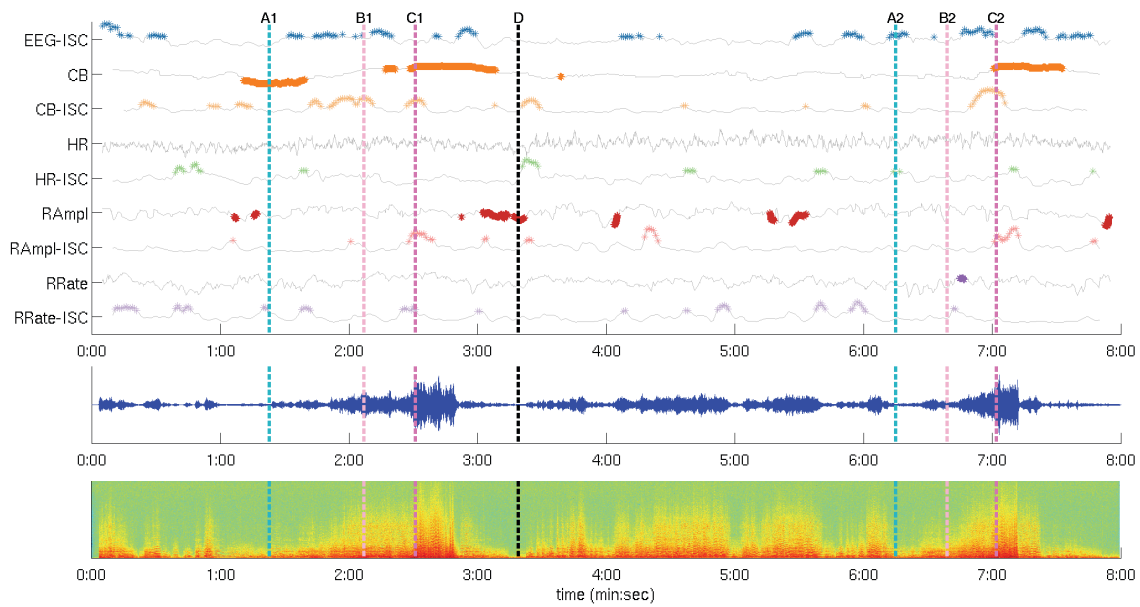 A1 B1 C1 D A2 B2 C2
EEG-ISC
CB
CB-ISC
HR
HR-ISC
RAmpl
RAmpl-ISC
RRate
RRate-ISC
0:00 1:00 2:00 3:00 4:00 5:00 6:00 7:00 8:00
0:00 1:00 2:00 3:00 4:00 5:00 6:00 7:00 8:00
0:00 1:00 2:00 3:00 4:00 5:00 6:00 7:00 8:00
time (min:sec)